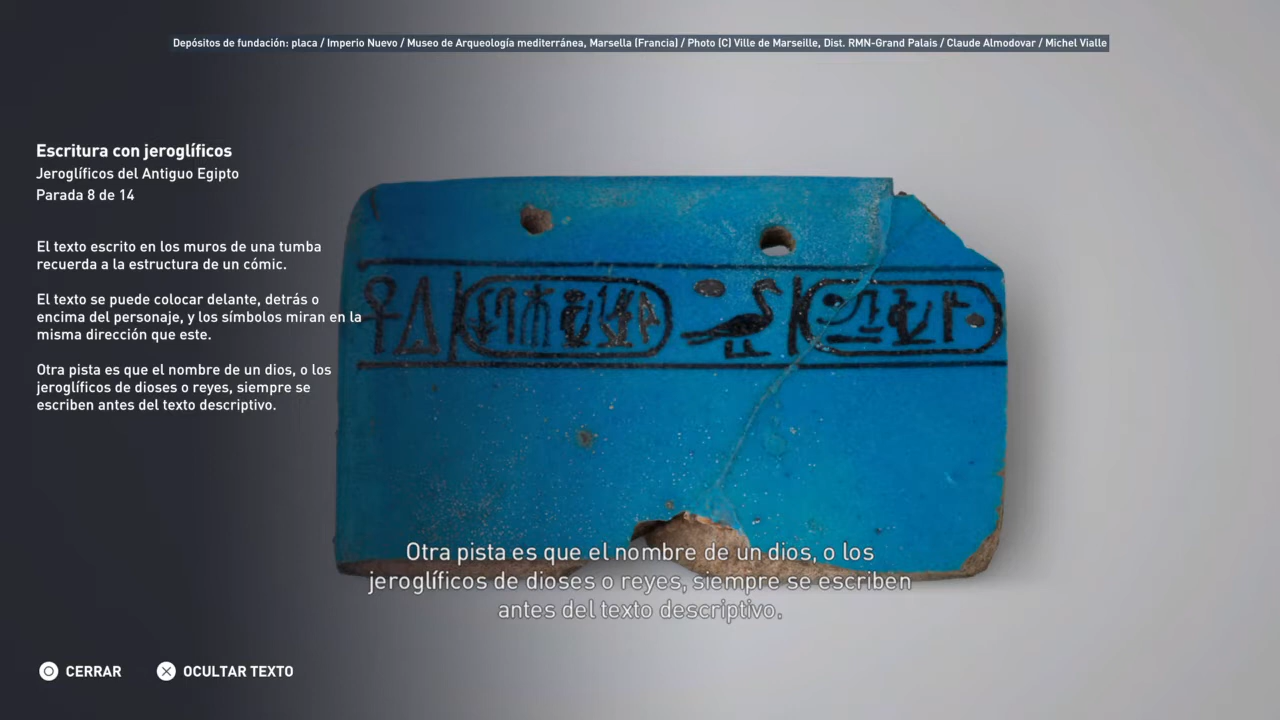 Depósitos de fundación: placa / Imperio Nuevo / Museo de Arqueología mediterránea, Marsella (Francia) / Photo (C) Ville de Marseille, Dist. RMN-Grand Palais / Claude Almodovar / Michel Vialle
Escritura con jeroglíficos
Jeroglíficos del Antiguo Egipto
Parada 8 de 14
El texto escrito en los muros de una tumba
recuerda a la estructura de un cómic.
El texto se puede colocar delante, detrás o
encima del personaje, y los símbolos miran en la
misma dirección que este.
Otra pista es que el nombre de un dios, o los
jeroglíficos de dioses o reyes, siempre se
escriben antes del texto descriptivo.
Otra pista es que el nombre de un dios, o los
jeroglíficos de dioses o reyes, siempre se escriben
antes del texto descriptivo.
CERRAR
OCULTAR TEXTO